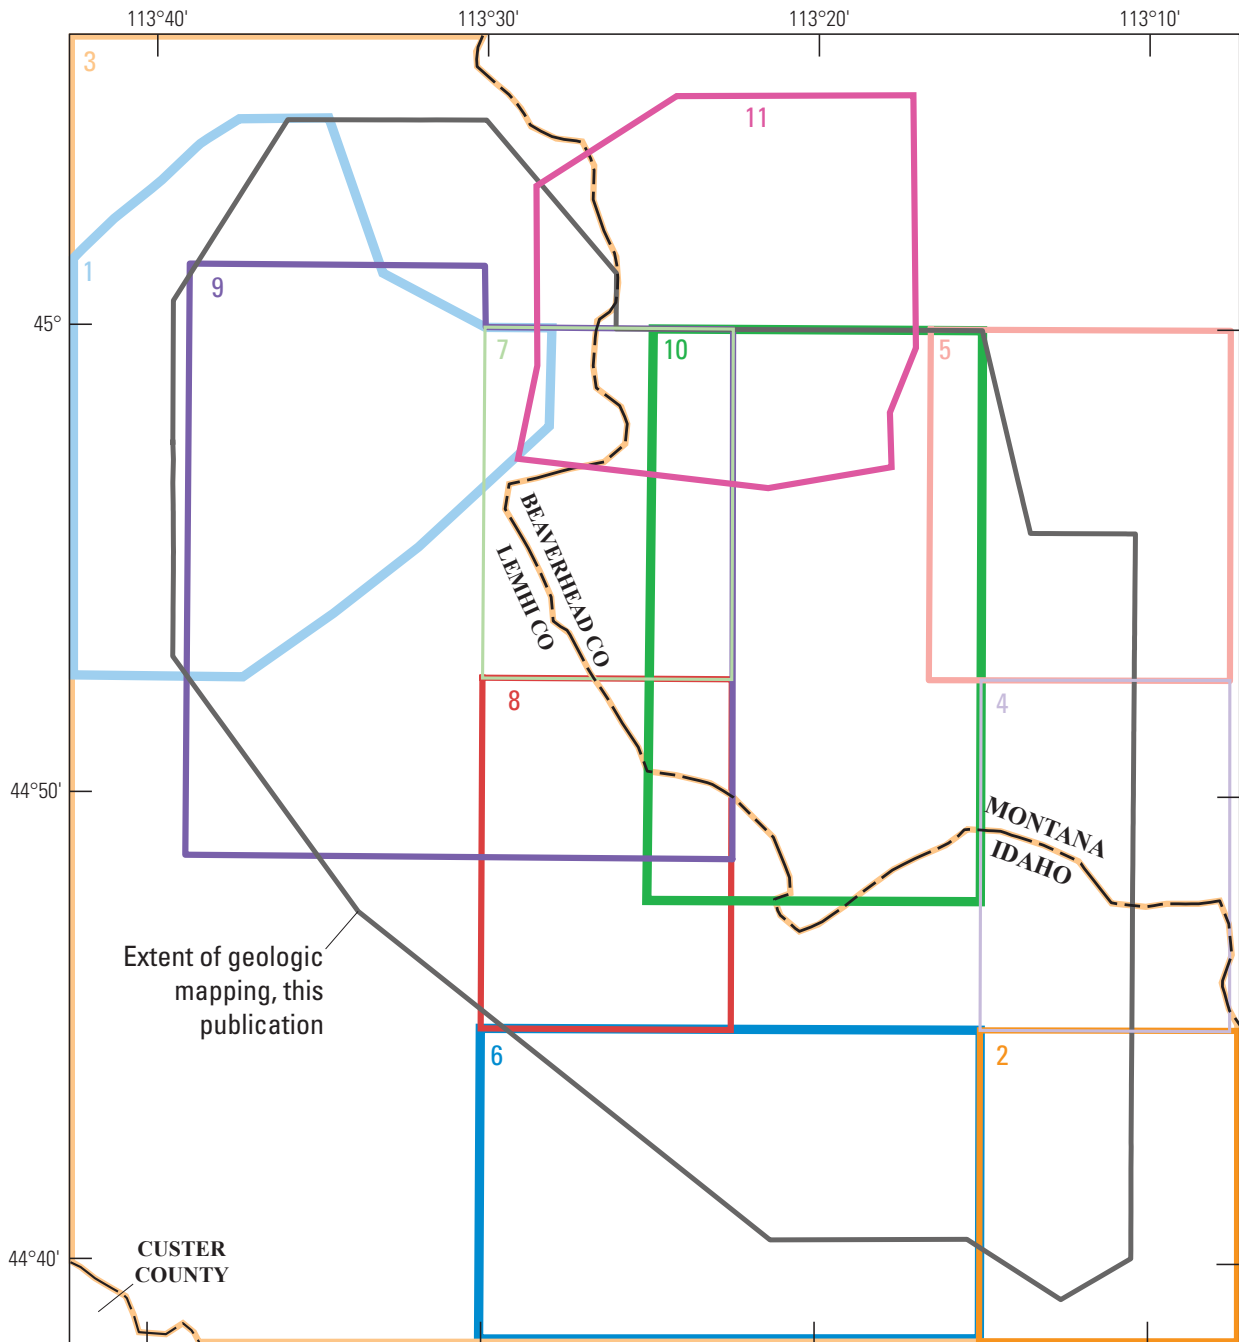 113°40'
113°30'
113°20'
113°10'
3
11
1
9
45°
7
10
5
BEAVERHEAD CO
LEMHI CO
8
4
44°50'
MONTANA
IDAHO
Extent of geologic
mapping, this
publication
6
2
CUSTER
COUNTY
44°40'